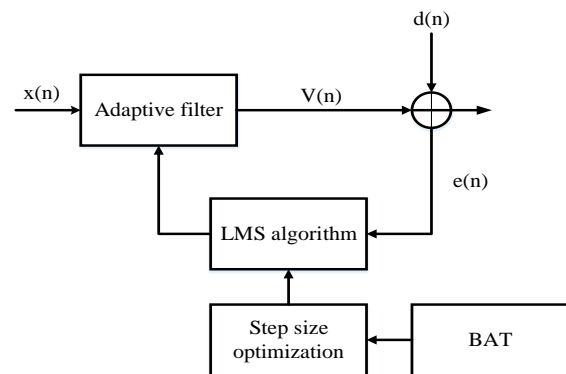 d(n)
x(n)
Adaptive filter
V(n)
e(n)
LMS algorithm
Step size
optimization
BAT